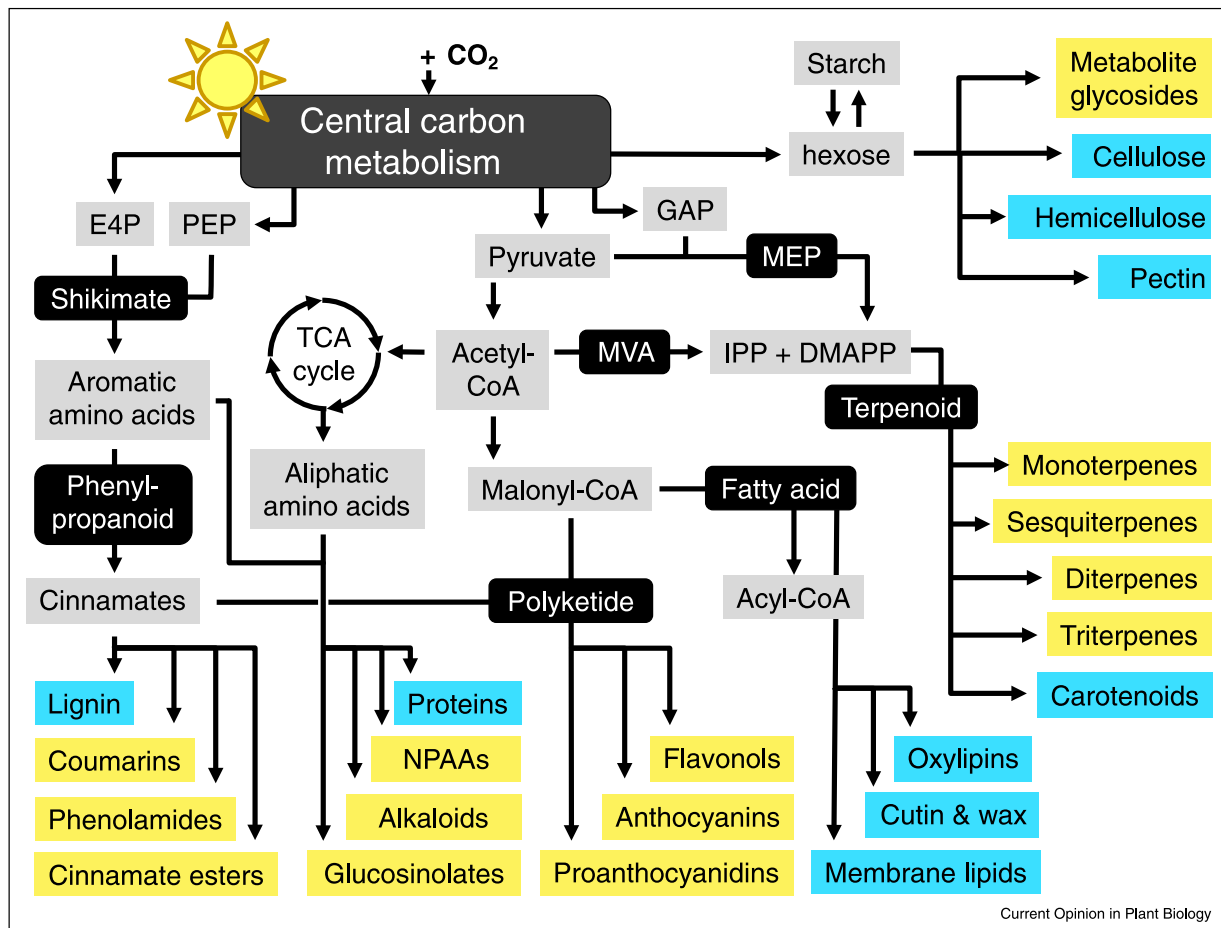 + CO₂
Central carbon
metabolism
Starch
hexose
Metabolite
glycosides
Cellulose
Hemicellulose
Pectin
E4P
PEP
GAP
Pyruvate
MEP
Shikimate
TCA
cycle
Acetyl-
CoA
MVA
IPP + DMAPP
Aromatic
amino acids
Terpenoid
Phenyl-
propanoid
Aliphatic
amino acids
Malonyl-CoA
Fatty acid
Monoterpenes
Sesquiterpenes
Diterpenes
Triterpenes
Carotenoids
Cinnamates
Polyketide
Acyl-CoA
Lignin
Coumarins
Phenolamides
Cinnamate esters
Proteins
NPAAs
Alkaloids
Glucosinolates
Flavonols
Anthocyanins
Proanthocyanidins
Oxylipins
Cutin & wax
Membrane lipids
Current Opinion in Plant Biology